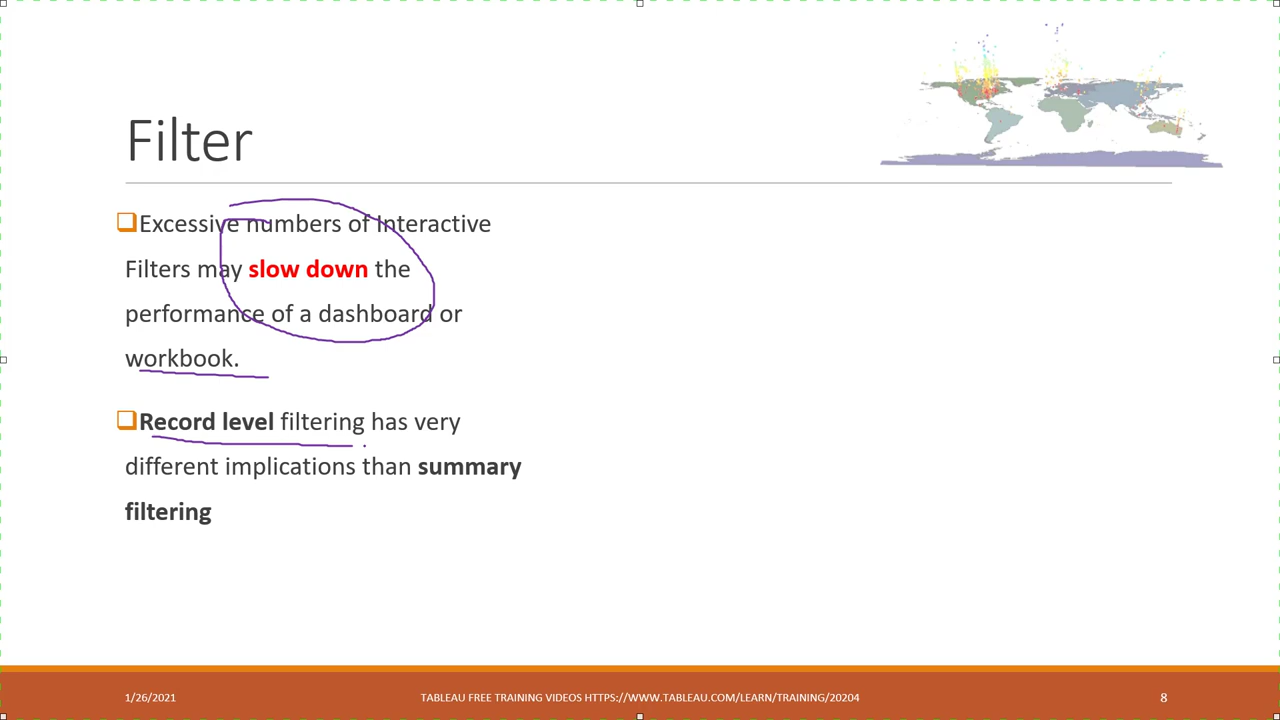 Filter
Excessive numbers of Interactive
Filters may slow down the
performance of a dashboard or
workbook.
Record level filtering has very
different implications than summary
filtering
1/26/2021
TABLEAU FREE TRAINING VIDEOS HTTPS://WWW.TABLEAU.COM/LEARN/TRAINING/20204
8